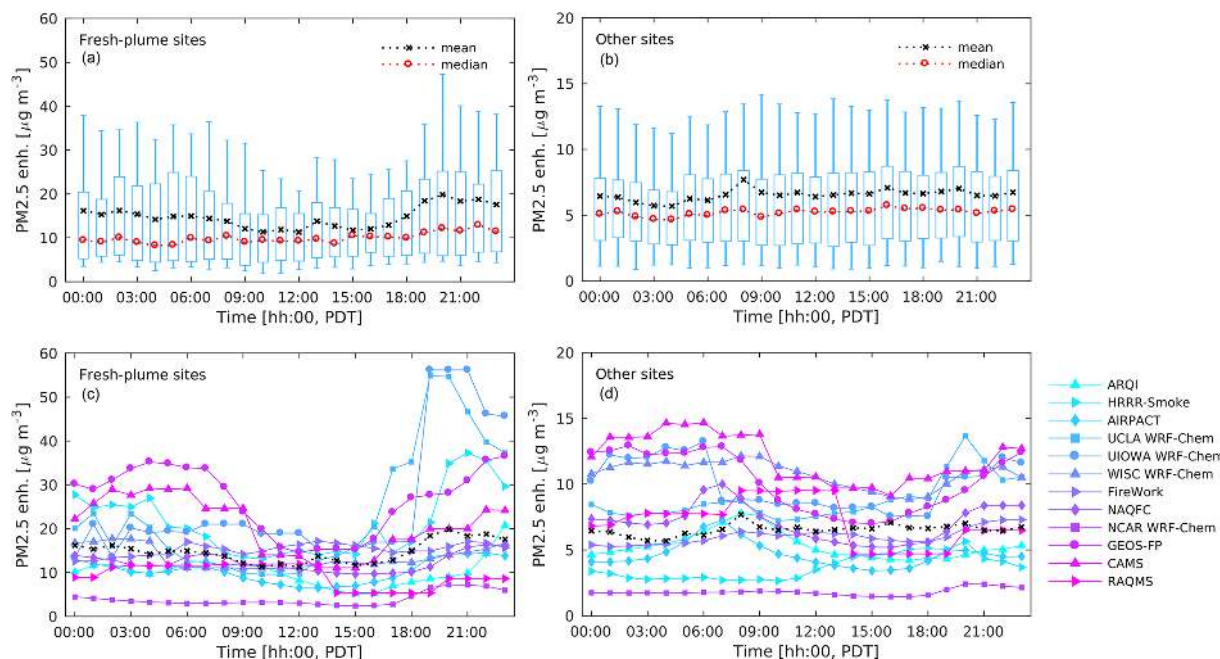 Fresh-plume sites
(a)
mean
median
PM2.5 enh. [μg m⁻³]
60
50
40
30
20
10
0
00:00 03:00 06:00 09:00 12:00 15:00 18:00 21:00
Time [hh:00, PDT]
Other sites
(b)
mean
median
PM2.5 enh. [μg m⁻³]
20
15
10
5
0
00:00 03:00 06:00 09:00 12:00 15:00 18:00 21:00
Time [hh:00, PDT]
Fresh-plume sites
(c)
PM2.5 enh. [μg m⁻³]
60
50
40
30
20
10
0
00:00 03:00 06:00 09:00 12:00 15:00 18:00 21:00
Time [hh:00, PDT]
Other sites
(d)
PM2.5 enh. [μg m⁻³]
20
15
10
5
0
00:00 03:00 06:00 09:00 12:00 15:00 18:00 21:00
Time [hh:00, PDT]
ARQI
HRRR-Smoke
AIRPACT
UCLA WRF-Chem
UIOWA WRF-Chem
WISC WRF-Chem
FireWork
NAQFC
NCAR WRF-Chem
GEOS-FP
CAMS
RAQMS